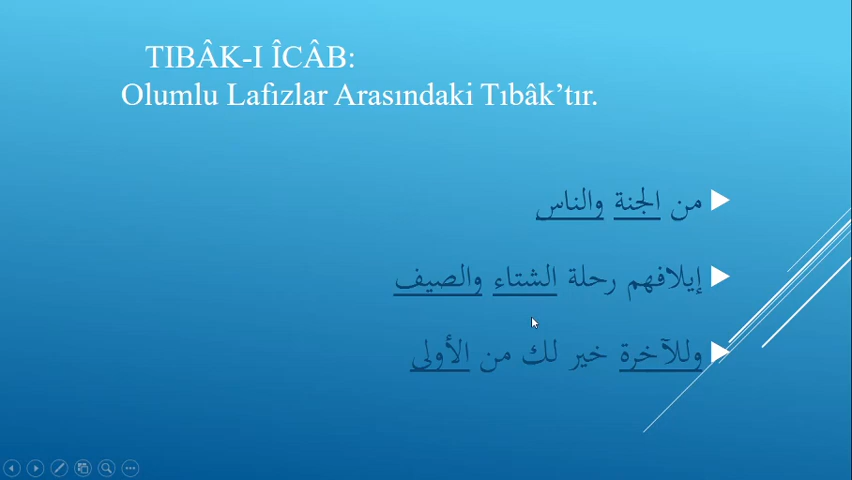 TIBÂK-I ÎCÂB:
Olumlu Lafızlar Arasındaki Tıbâk’tır.
من الجنة والناس
إيلافهم رحلة الشتاء والصيف
وللآخرة خير لك من الأولى